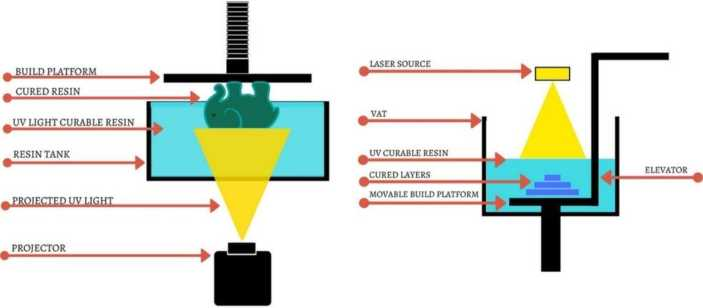 BUILD PLATFORM
CURED RESIN
UV LIGHT CURABLE RESIN
RESIN TANK
PROJECTED UV LIGHT
PROJECTOR
LASER SOURCE
VAT
UV CURABLE RESIN
CURED LAYERS
MOVABLE BUILD PLATFORM
ELEVATOR